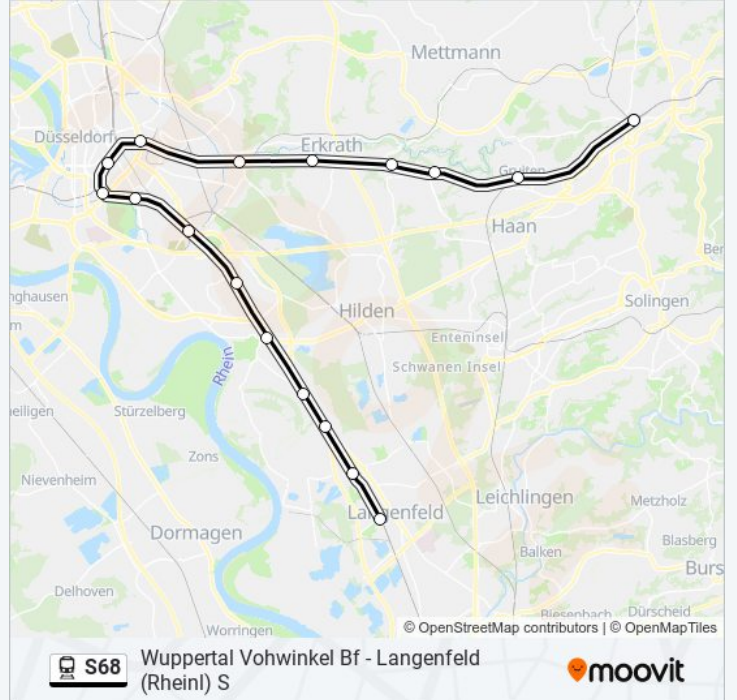 Mettmann
Düsseldorf
Erkrath
Gruiten
Haan
Ber
nghausen
Solingen
m
Hilden
Enteninsel
Rhein
Schwanen Insel
eiligen
Stürzelberg
Zons
Nievenheim
Leichlingen
Metzholz
Langenfeld
Dormagen
Blasberg
Balken
Burs
Delhoven
Biesenbach
Dürscheid
Worringen
© OpenStreetMap contributors | © OpenMapTiles
S68
Wuppertal Vohwinkel Bf - Langenfeld
(Rheinl) S
moovit